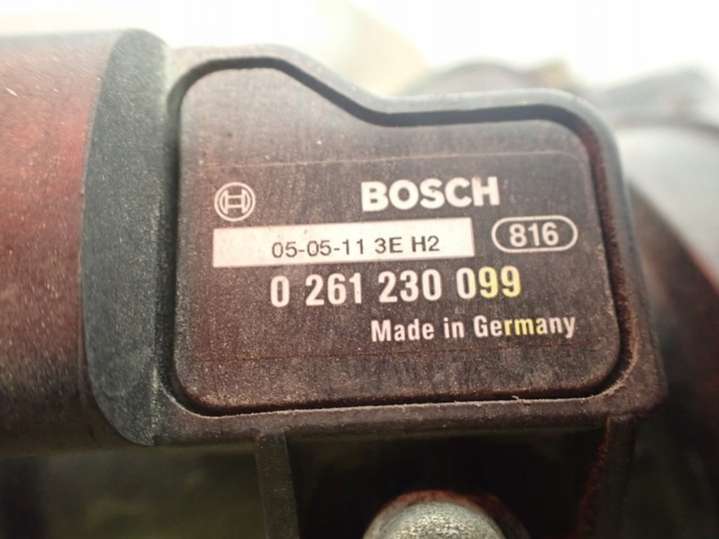 BOSCH
05-05-11 3E H2
816
0 261 230 099
Made in Germany